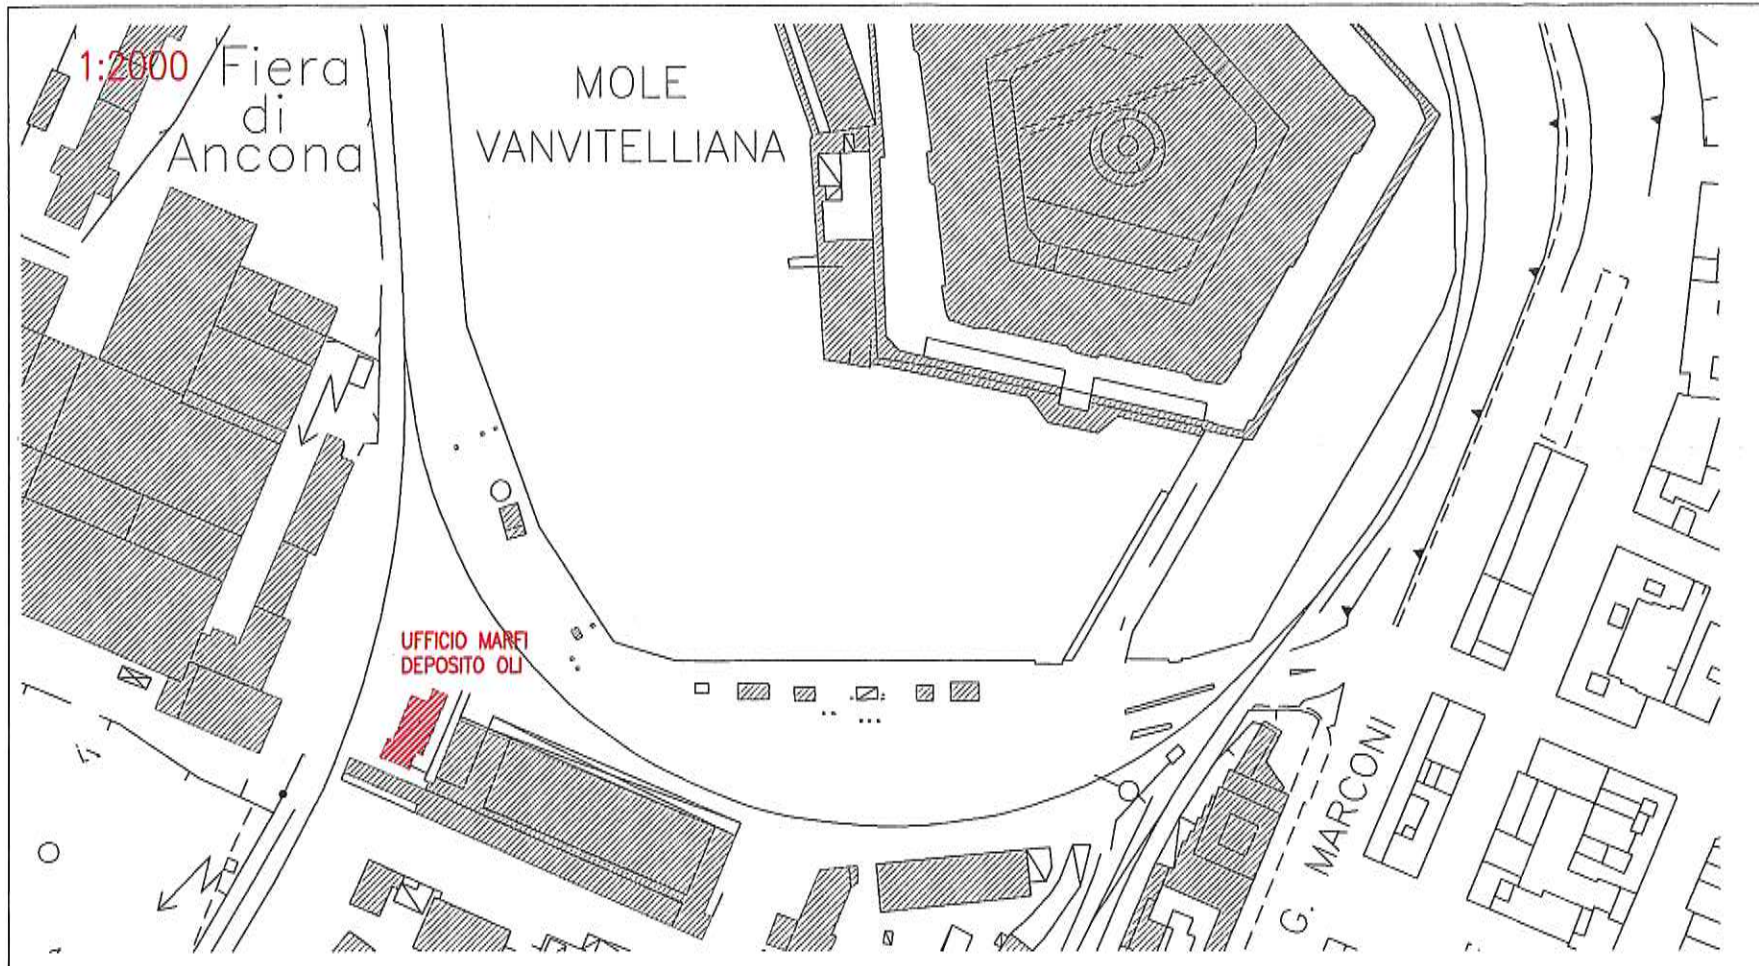 1:2000
Fiera
di
Ancona
MOLE
VANVITELLIANA
UFFICIO MARFI
DEPOSITO OLI
G. MARCONI